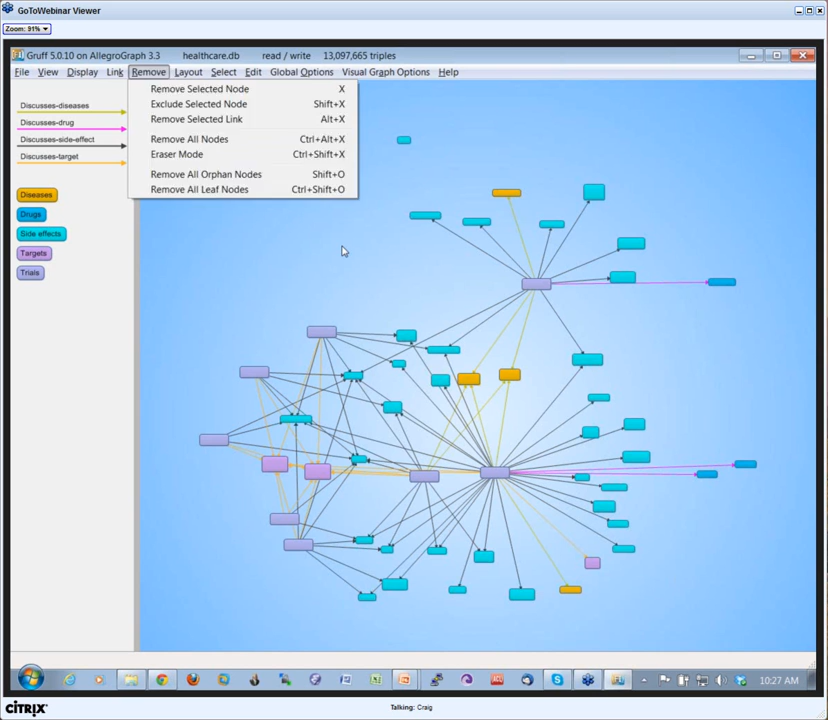 GoToWebinar Viewer
Zoom: 91%
Gruff 5.0.10 on AllegroGraph 3.3 healthcare.db read / write 13,097,665 triples
File View Display Link Remove Layout Select Edit Global Options Visual Graph Options Help
Remove Selected Node X
Exclude Selected Node Shift+X
Remove Selected Link Alt+X
Remove All Nodes Ctrl+Alt+X
Eraser Mode Ctrl+Shift+X
Remove All Orphan Nodes Shift+O
Remove All Leaf Nodes Ctrl+Shift+O
Discusses-diseases
Discusses-drug
Discusses-side-effect
Discusses-target
Diseases
Drugs
Side effects
Targets
Trials
10:27 AM
CITRIX
Talking: Craig